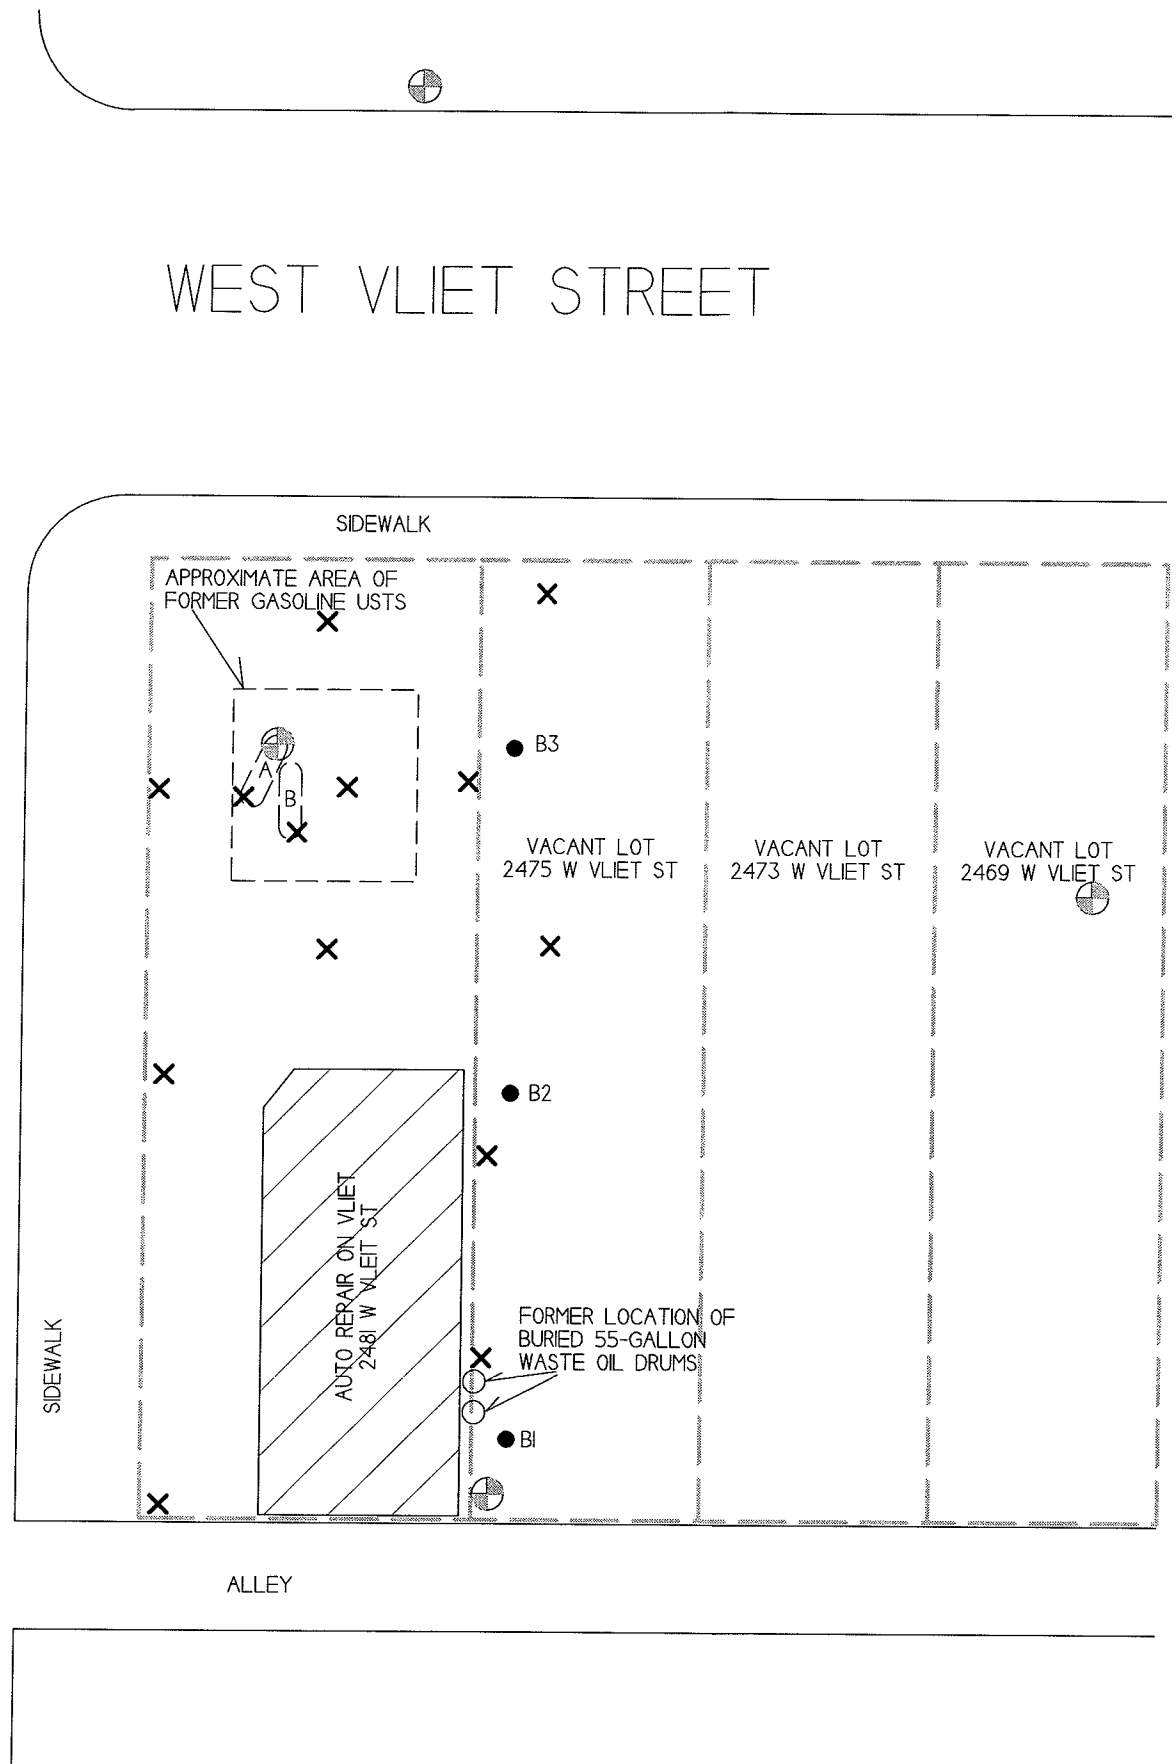 WEST VLIET STREET
SIDEWALK
APPROXIMATE AREA OF
FORMER GASOLINE USTS
A
B
B3
VACANT LOT
2475 W VLIET ST
VACANT LOT
2473 W VLIET ST
VACANT LOT
2469 W VLIET ST
B2
AUTO REPAIR ON VLIET
2481 W VLEIT ST
FORMER LOCATION OF
BURIED 55-GALLON
WASTE OIL DRUMS
SIDEWALK
B1
ALLEY